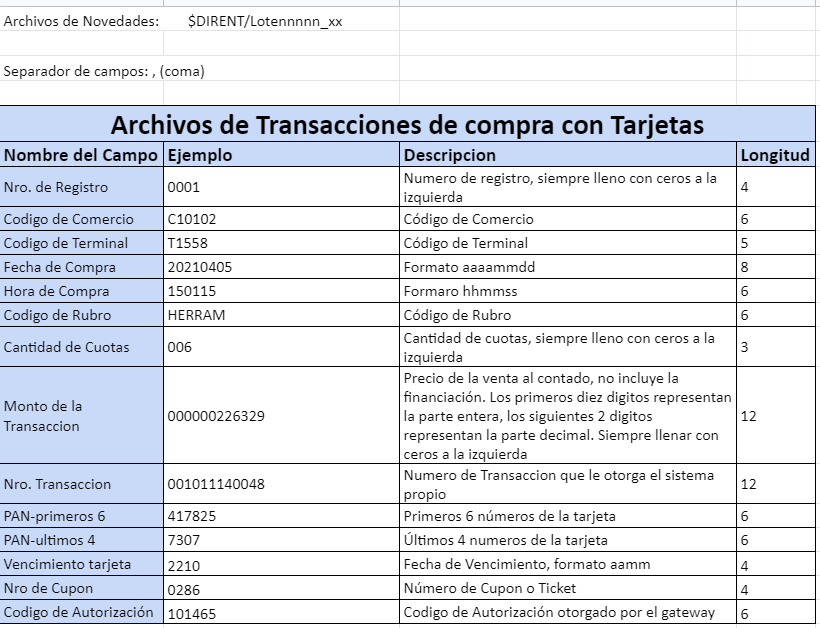 Archivos de Novedades: $DIRENT/Lotennnnn_xx
Separador de campos: , (coma)
Archivos de Transacciones de compra con Tarjetas
Nombre del Campo Ejemplo Descripcion Longitud
Nro. de Registro 0001 Numero de registro, siempre lleno con ceros a la
izquierda 4
Codigo de Comercio C10102 Código de Comercio 6
Codigo de Terminal T1558 Código de Terminal 5
Fecha de Compra 20210405 Formato aaaammdd 8
Hora de Compra 150115 Formaro hhmmss 6
Codigo de Rubro HERRAM Código de Rubro 6
Cantidad de Cuotas 006 Cantidad de cuotas, siempre lleno con ceros a la
izquierda 3
Monto de la
Transaccion 000000226329 Precio de la venta al contado, no incluye la
financiación. Los primeros diez digitos representan
la parte entera, los siguientes 2 digitos
representan la parte decimal. Siempre llenar con
ceros a la izquierda 12
Nro. Transaccion 001011140048 Numero de Transaccion que le otorga el sistema
propio 12
PAN-primeros 6 417825 Primeros 6 números de la tarjeta 6
PAN-ultimos 4 7307 Últimos 4 numeros de la tarjeta 6
Vencimiento tarjeta 2210 Fecha de Vencimiento, formato aamm 4
Nro de Cupon 0286 Número de Cupon o Ticket 4
Codigo de Autorización 101465 Codigo de Autorización otorgado por el gateway 6